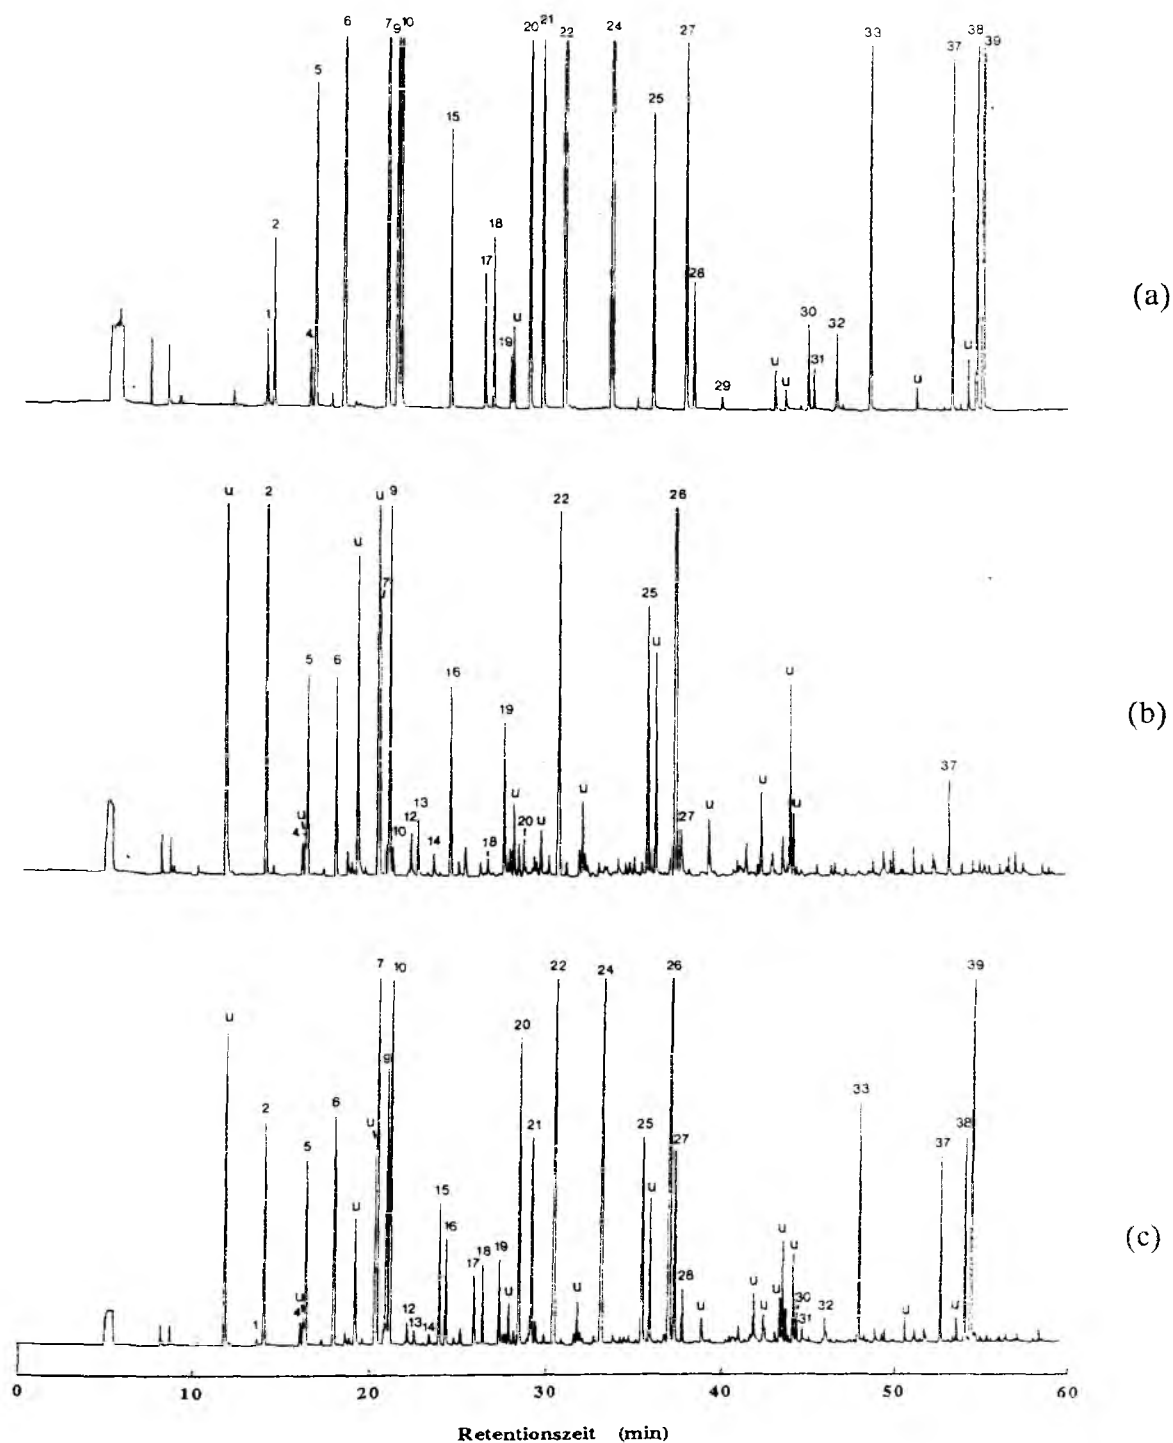 6 7 9 10 20 21 22 24 27 33 37 38 39
5 15 25
2 17 18 28
1 4 19 u 29 u u 30 31 32 u u
(a)
u 2 u 9 22 26
u 7 25 u
5 6 16 19 u
(b)
4 u 10 12 13 14 18 u 20 u u 27 u u u 37
7 10 22 24 26 39
u 9 20 33
2 5 6 u 21 25 27 37 38
(c)
u 15 16 u u u
1 4 u 12 13 14 17 18 19 u u 28 u u u u 30 31 32 u u
0 10 20 30 40 50 60
Retentionszeit (min)